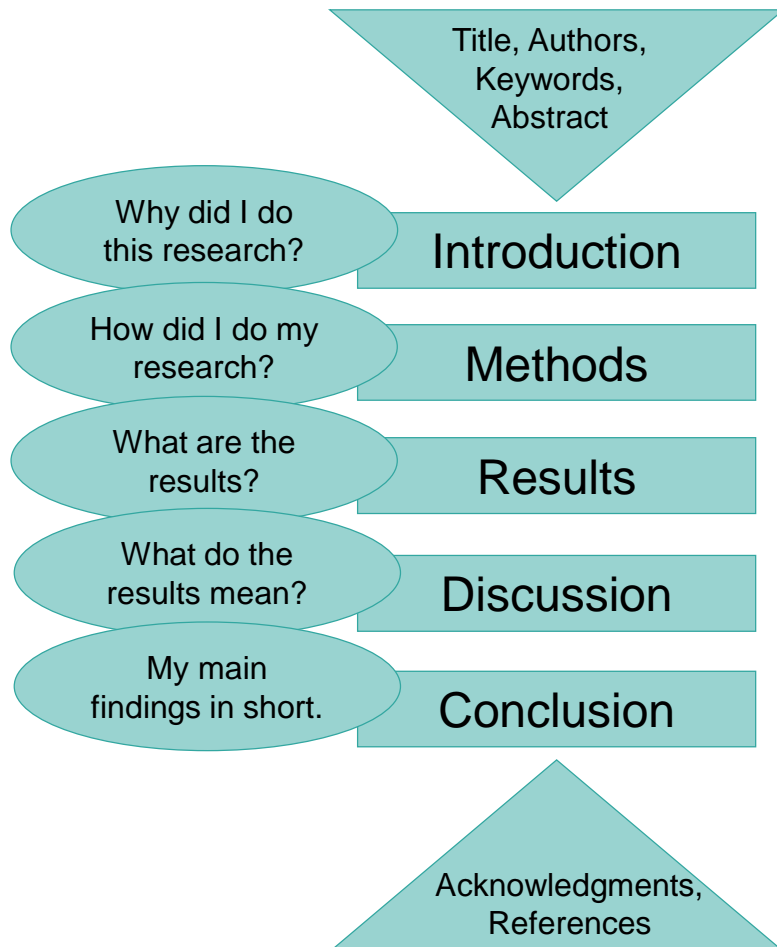 Title, Authors,
Keywords,
Abstract
Why did I do
this research?
Introduction
How did I do my
research?
Methods
What are the
results?
Results
What do the
results mean?
Discussion
My main
findings in short.
Conclusion
Acknowledgments,
References